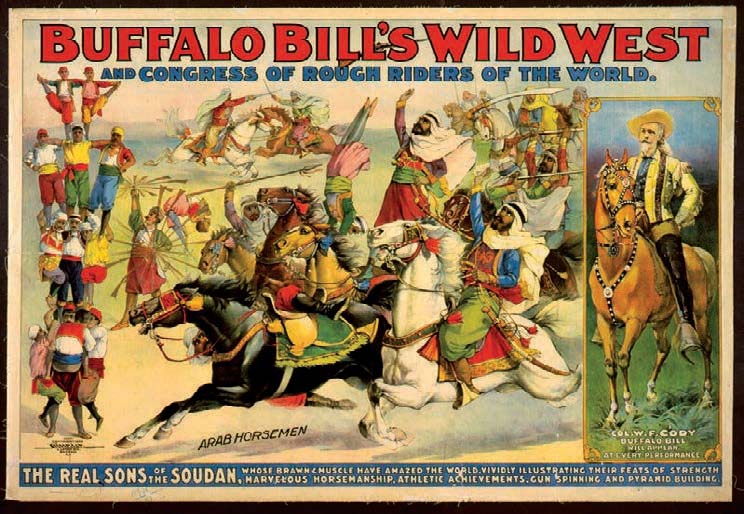 BUFFALO BILL'S WILD WEST
AND CONGRESS OF ROUGH RIDERS OF THE WORLD.
ARAB HORSEMEN
COL. W. F. CODY
BUFFALO BILL
WILL APPEAR
AT EVERY PERFORMANCE
THE REAL SONS OF THE SOUDAN, WHOSE BRAWN & MUSCLE HAVE AMAZED THE WORLD, VIVIDLY ILLUSTRATING THEIR FEATS OF STRENGTH
, MARVELOUS HORSEMANSHIP, ATHLETIC ACHIEVEMENTS, GUN SPINNING AND PYRAMID BUILDING.